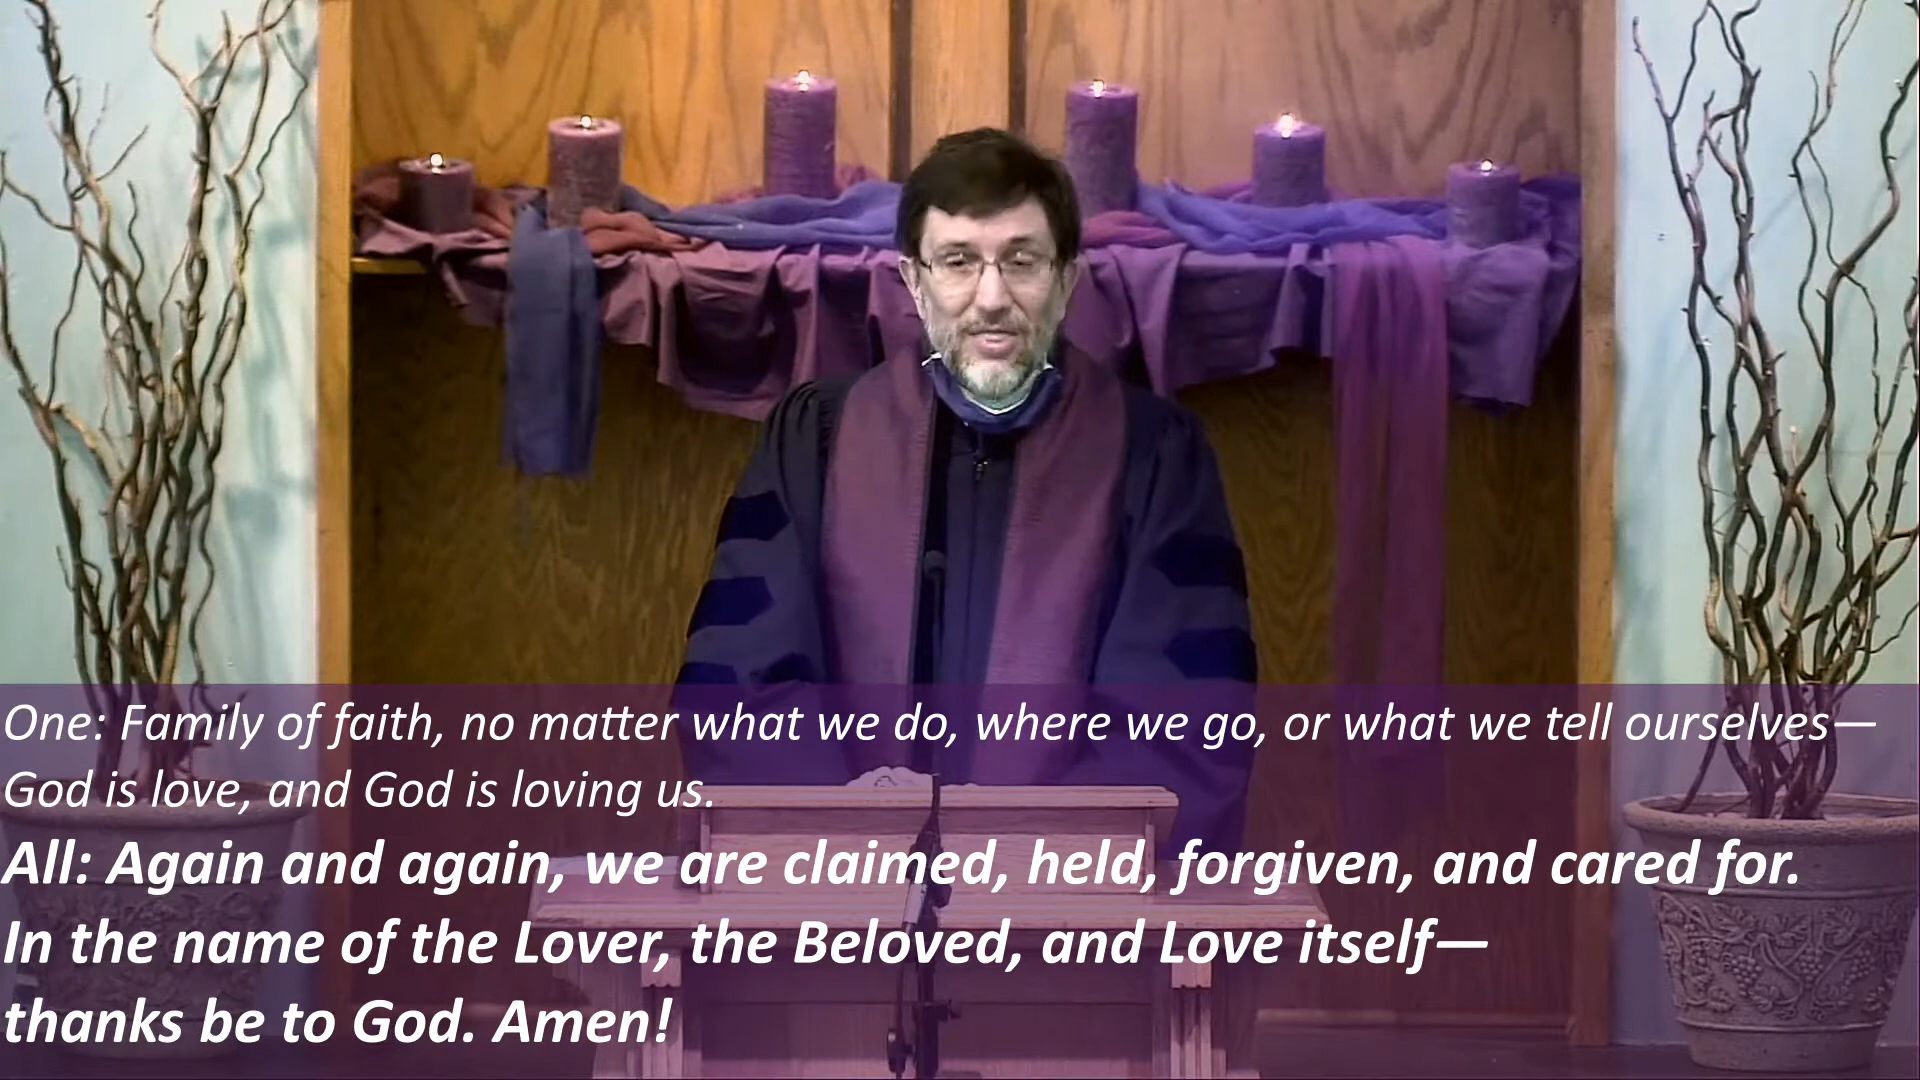 One: Family of faith, no matter what we do, where we go, or what we tell ourselves—
God is love, and God is loving us.
All: Again and again, we are claimed, held, forgiven, and cared for.
In the name of the Lover, the Beloved, and Love itself—
thanks be to God. Amen!